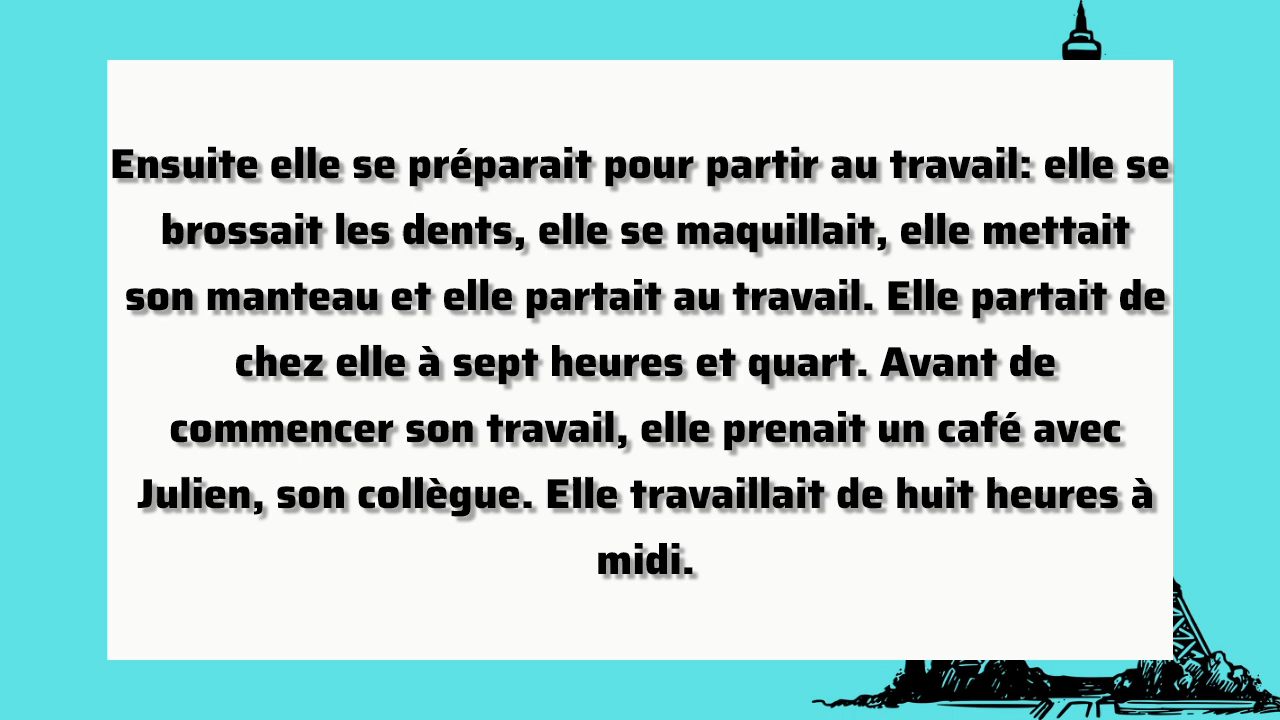 Ensuite elle se préparait pour partir au travail: elle se
brossait les dents, elle se maquillait, elle mettait
son manteau et elle partait au travail. Elle partait de
chez elle à sept heures et quart. Avant de
commencer son travail, elle prenait un café avec
Julien, son collègue. Elle travaillait de huit heures à
midi.